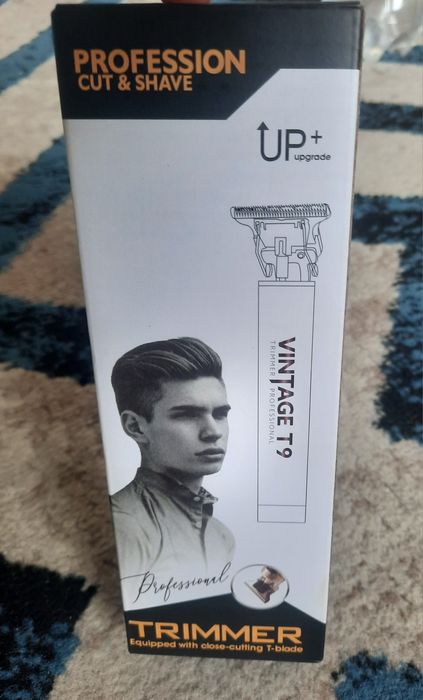 PROFESSION
CUT & SHAVE
UP+
upgrade
VINTAGE T9
TRIMMER PROFESSIONAL
Professional
TRIMMER
Equipped with close-cutting T-blade